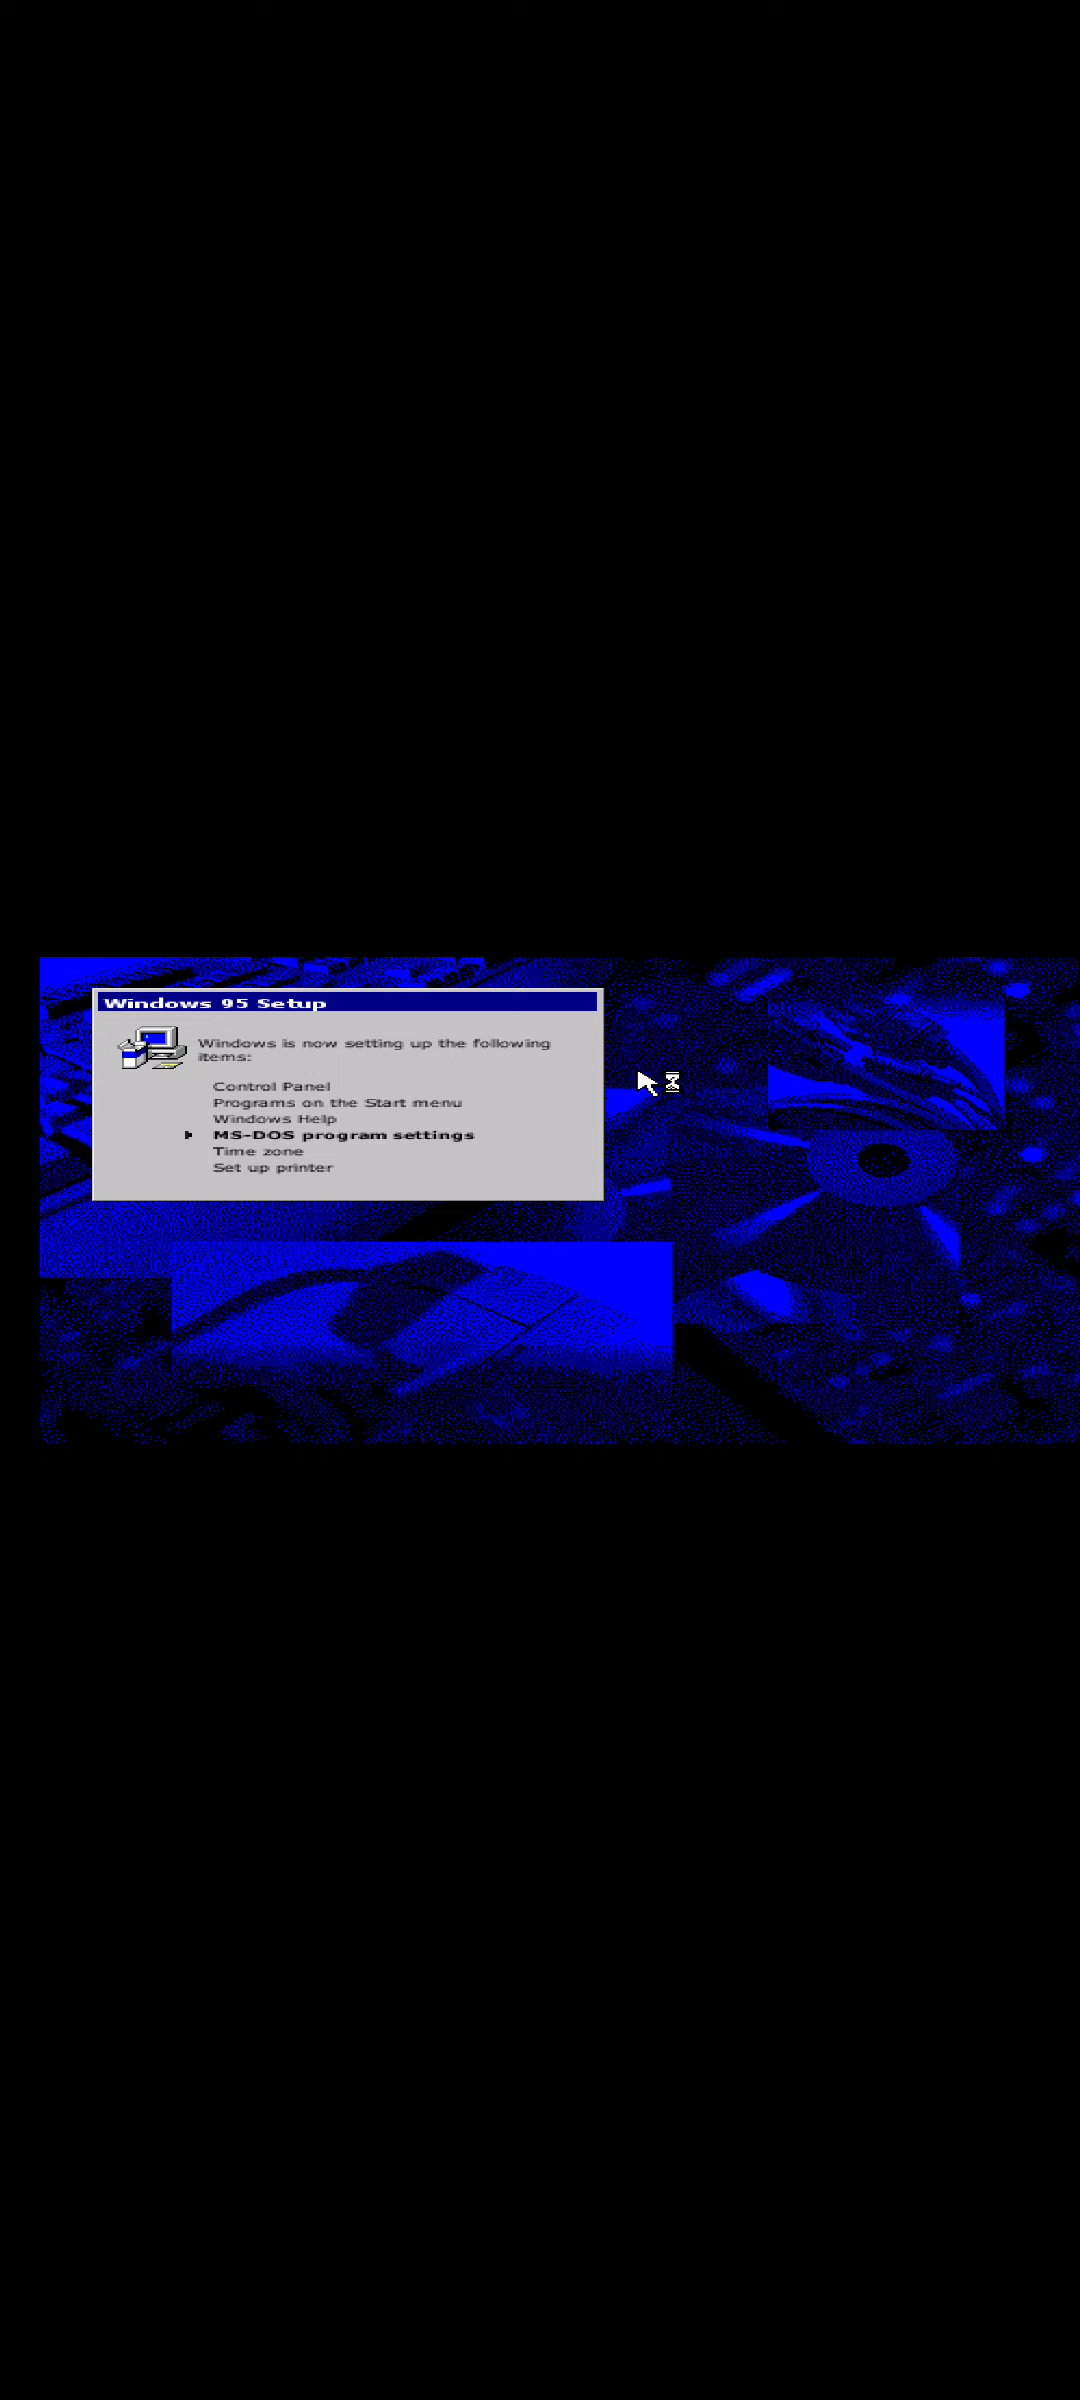 Windows 95 Setup
Windows is now setting up the following
items:
Control Panel
Programs on the Start menu
Windows Help
MS-DOS program settings
Time zone
Set up printer